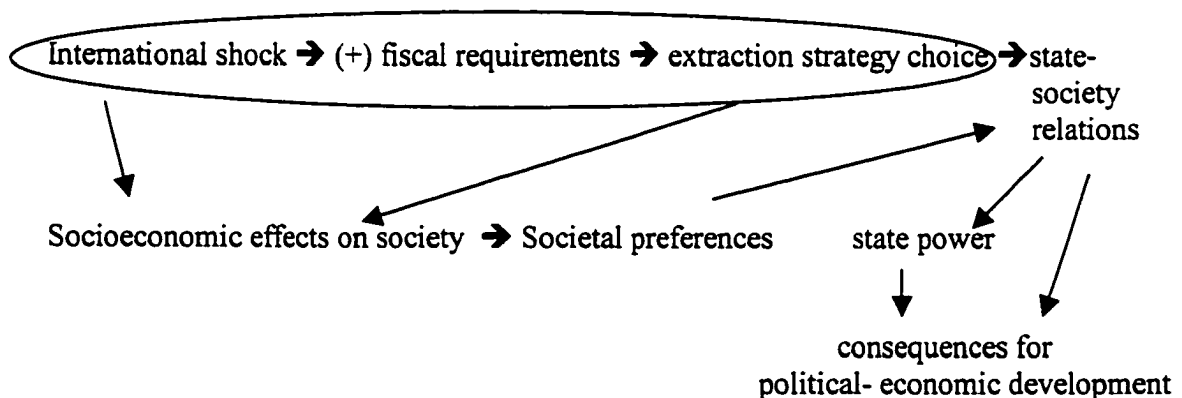 International shock ➔ (+) fiscal requirements ➔ extraction strategy choice ➔ state-
society
relations
Socioeconomic effects on society ➔ Societal preferences
state power
consequences for
political- economic development